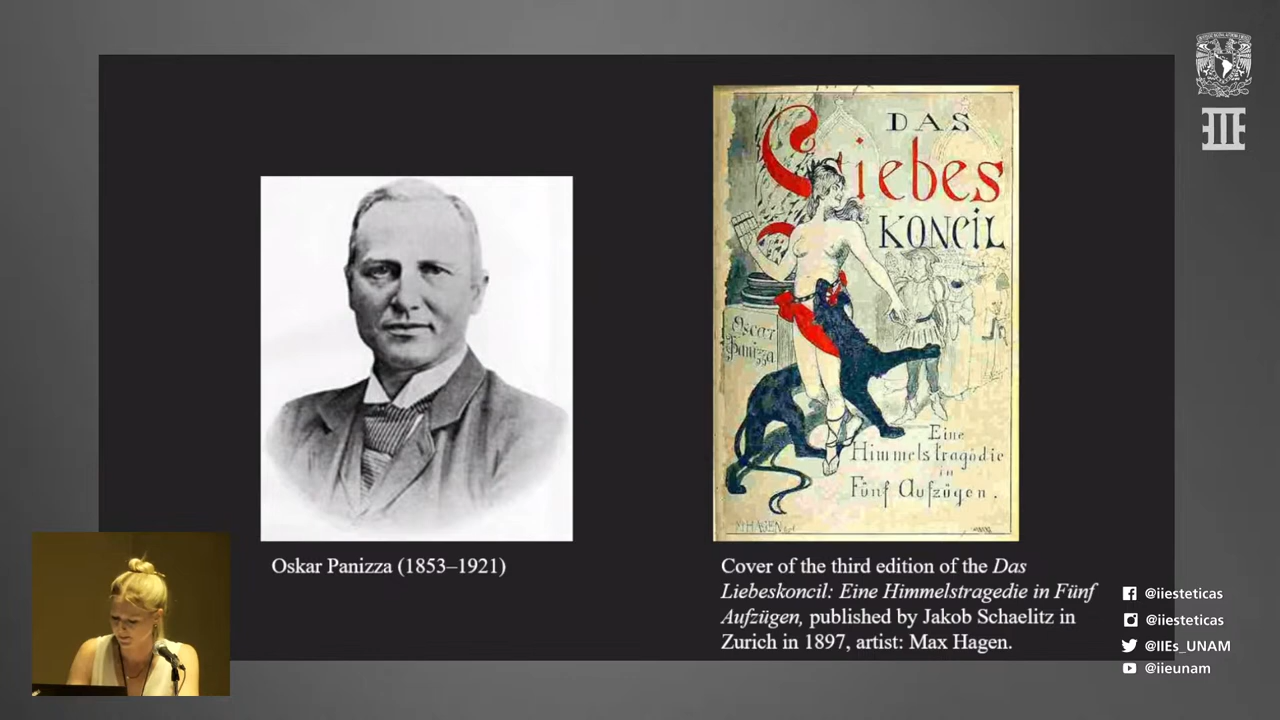 DAS
Liebes
KONCIL
Oscar
Panizza
Eine
Himmelstragödie
in
Fünf Aufzügen.
M HAGEN
Oskar Panizza (1853–1921)
Cover of the third edition of the Das
Liebeskoncil: Eine Himmelstragedie in Fünf
Aufzügen, published by Jakob Schaelitz in
Zurich in 1897, artist: Max Hagen.
@iiesteticas
@iiesteticas
@IIEs_UNAM
@iieunam